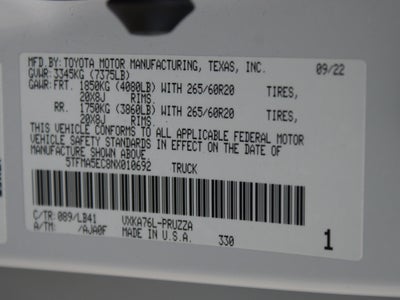 MFD.BY:TOYOTA MOTOR MANUFACTURING, TEXAS, INC. 09/22
GVWR: 3345KG (7375LB)
GAWR: FRT. 1850KG (4080LB) WITH 265/60R20 TIRES,
20X8J RIMS.
RR. 1750KG (3860LB) WITH 265/60R20 TIRES,
20X8J RIMS.
THIS VEHICLE CONFORMS TO ALL APPLICABLE FEDERAL MOTOR
VEHICLE SAFETY STANDARDS IN EFFECT ON THE DATE OF
MANUFACTURE SHOWN ABOVE.
5TFMA5EC8NX010692 TRUCK
C/TR: 089/LB41 VXKA76L-PRUZZA
A/TM: /AJA0F MADE IN U.S.A. 330 1